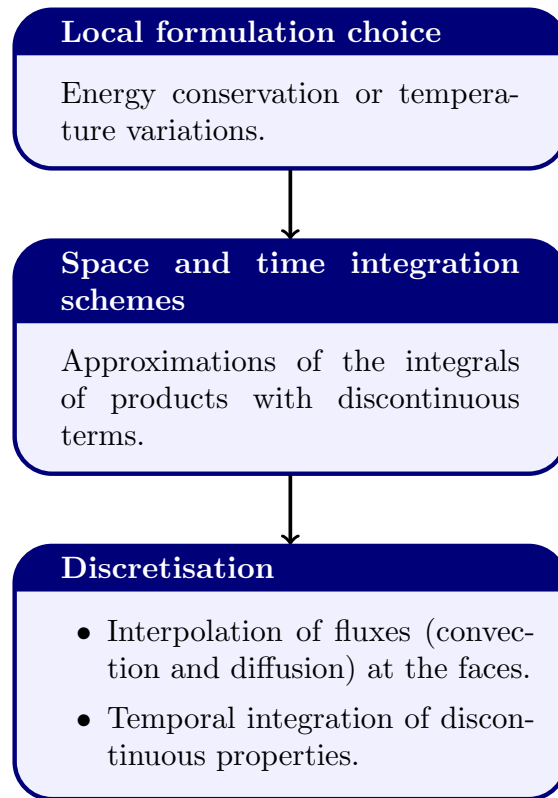 Local formulation choice
Energy conservation or tempera-
ture variations.
Space and time integration
schemes
Approximations of the integrals
of products with discontinuous
terms.
Discretisation
• Interpolation of fluxes (convec-
tion and diffusion) at the faces.
• Temporal integration of discon-
tinuous properties.